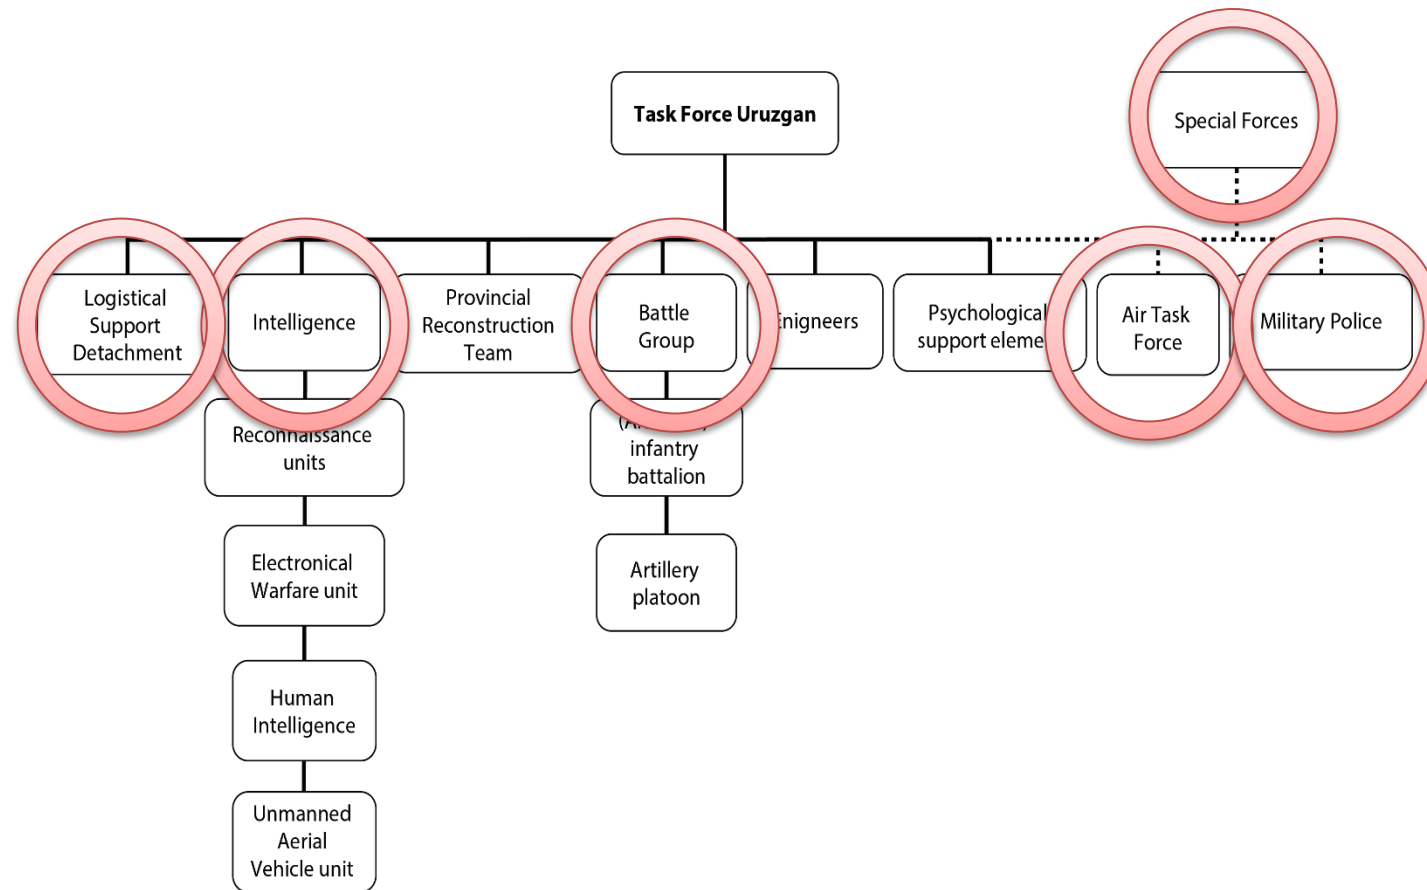 Task Force Uruzgan
Special Forces
Logistical
Support
Detachment
Intelligence
Provincial
Reconstruction
Team
Battle
Group
Enigneers
Psychological
support element
Air Task
Force
Military Police
Reconnaissance
units
infantry
battalion
Electronical
Warfare unit
Artillery
platoon
Human
Intelligence
Unmanned
Aerial
Vehicle unit